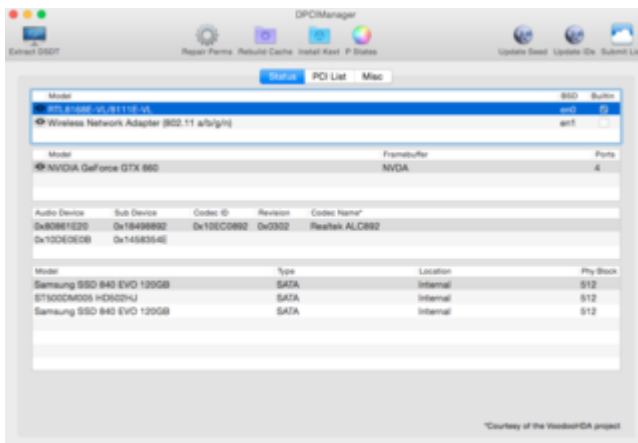 DPCIManager
Extract DSDT Repair Perms Rebuild Cache Install Kext P States Update Seed Update IDs Submit
Status PCI List Misc
Model BSD Builtin
RTL8168E-VL/8111E-VL en0
Wireless Network Adapter (802.11 a/b/g/n) en1
Model Framebuffer Ports
NVIDIA GeForce GTX 660 NVDA 4
Audio Device Sub Device Codec ID Revision Codec Name*
0x80861E20 0x18498892 0x10EC0892 0x0302 Realtek ALC892
0x10DE0E0B 0x1458354E
Model Type Location Phy Block
Samsung SSD 840 EVO 120GB SATA Internal 512
ST500DM005 HD502HJ SATA Internal 512
Samsung SSD 840 EVO 120GB SATA Internal 512
*Courtesy of the VoodooHDA project